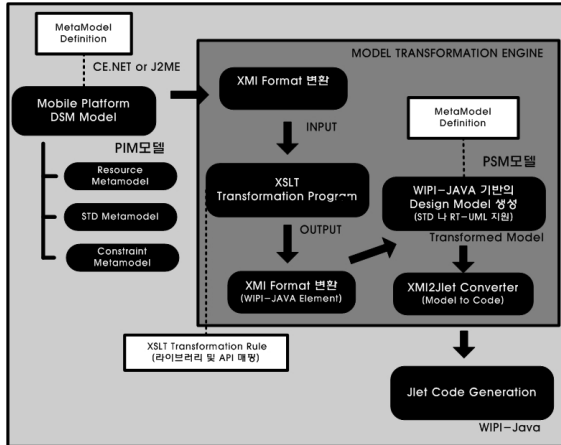 MetaModel
Definition
CE.NET or J2ME
Mobile Platform
DSM Model
PIM모델
Resource
Metamodel
STD Metamodel
Constraint
Metamodel
MODEL TRANSFORMATION ENGINE
XMI Format 변환
INPUT
XSLT
Transformation Program
OUTPUT
XMI Format 변환
(WIPI-JAVA Element)
MetaModel
Definition
PSM모델
WIPI-JAVA 기반의
Design Model 생성
(STD 나 RT-UML 지원)
Transformed Model
XMI2Jlet Converter
(Model to Code)
XSLT Transformation Rule
(라이브러리 및 API 매핑)
Jlet Code Generation
WIPI-Java